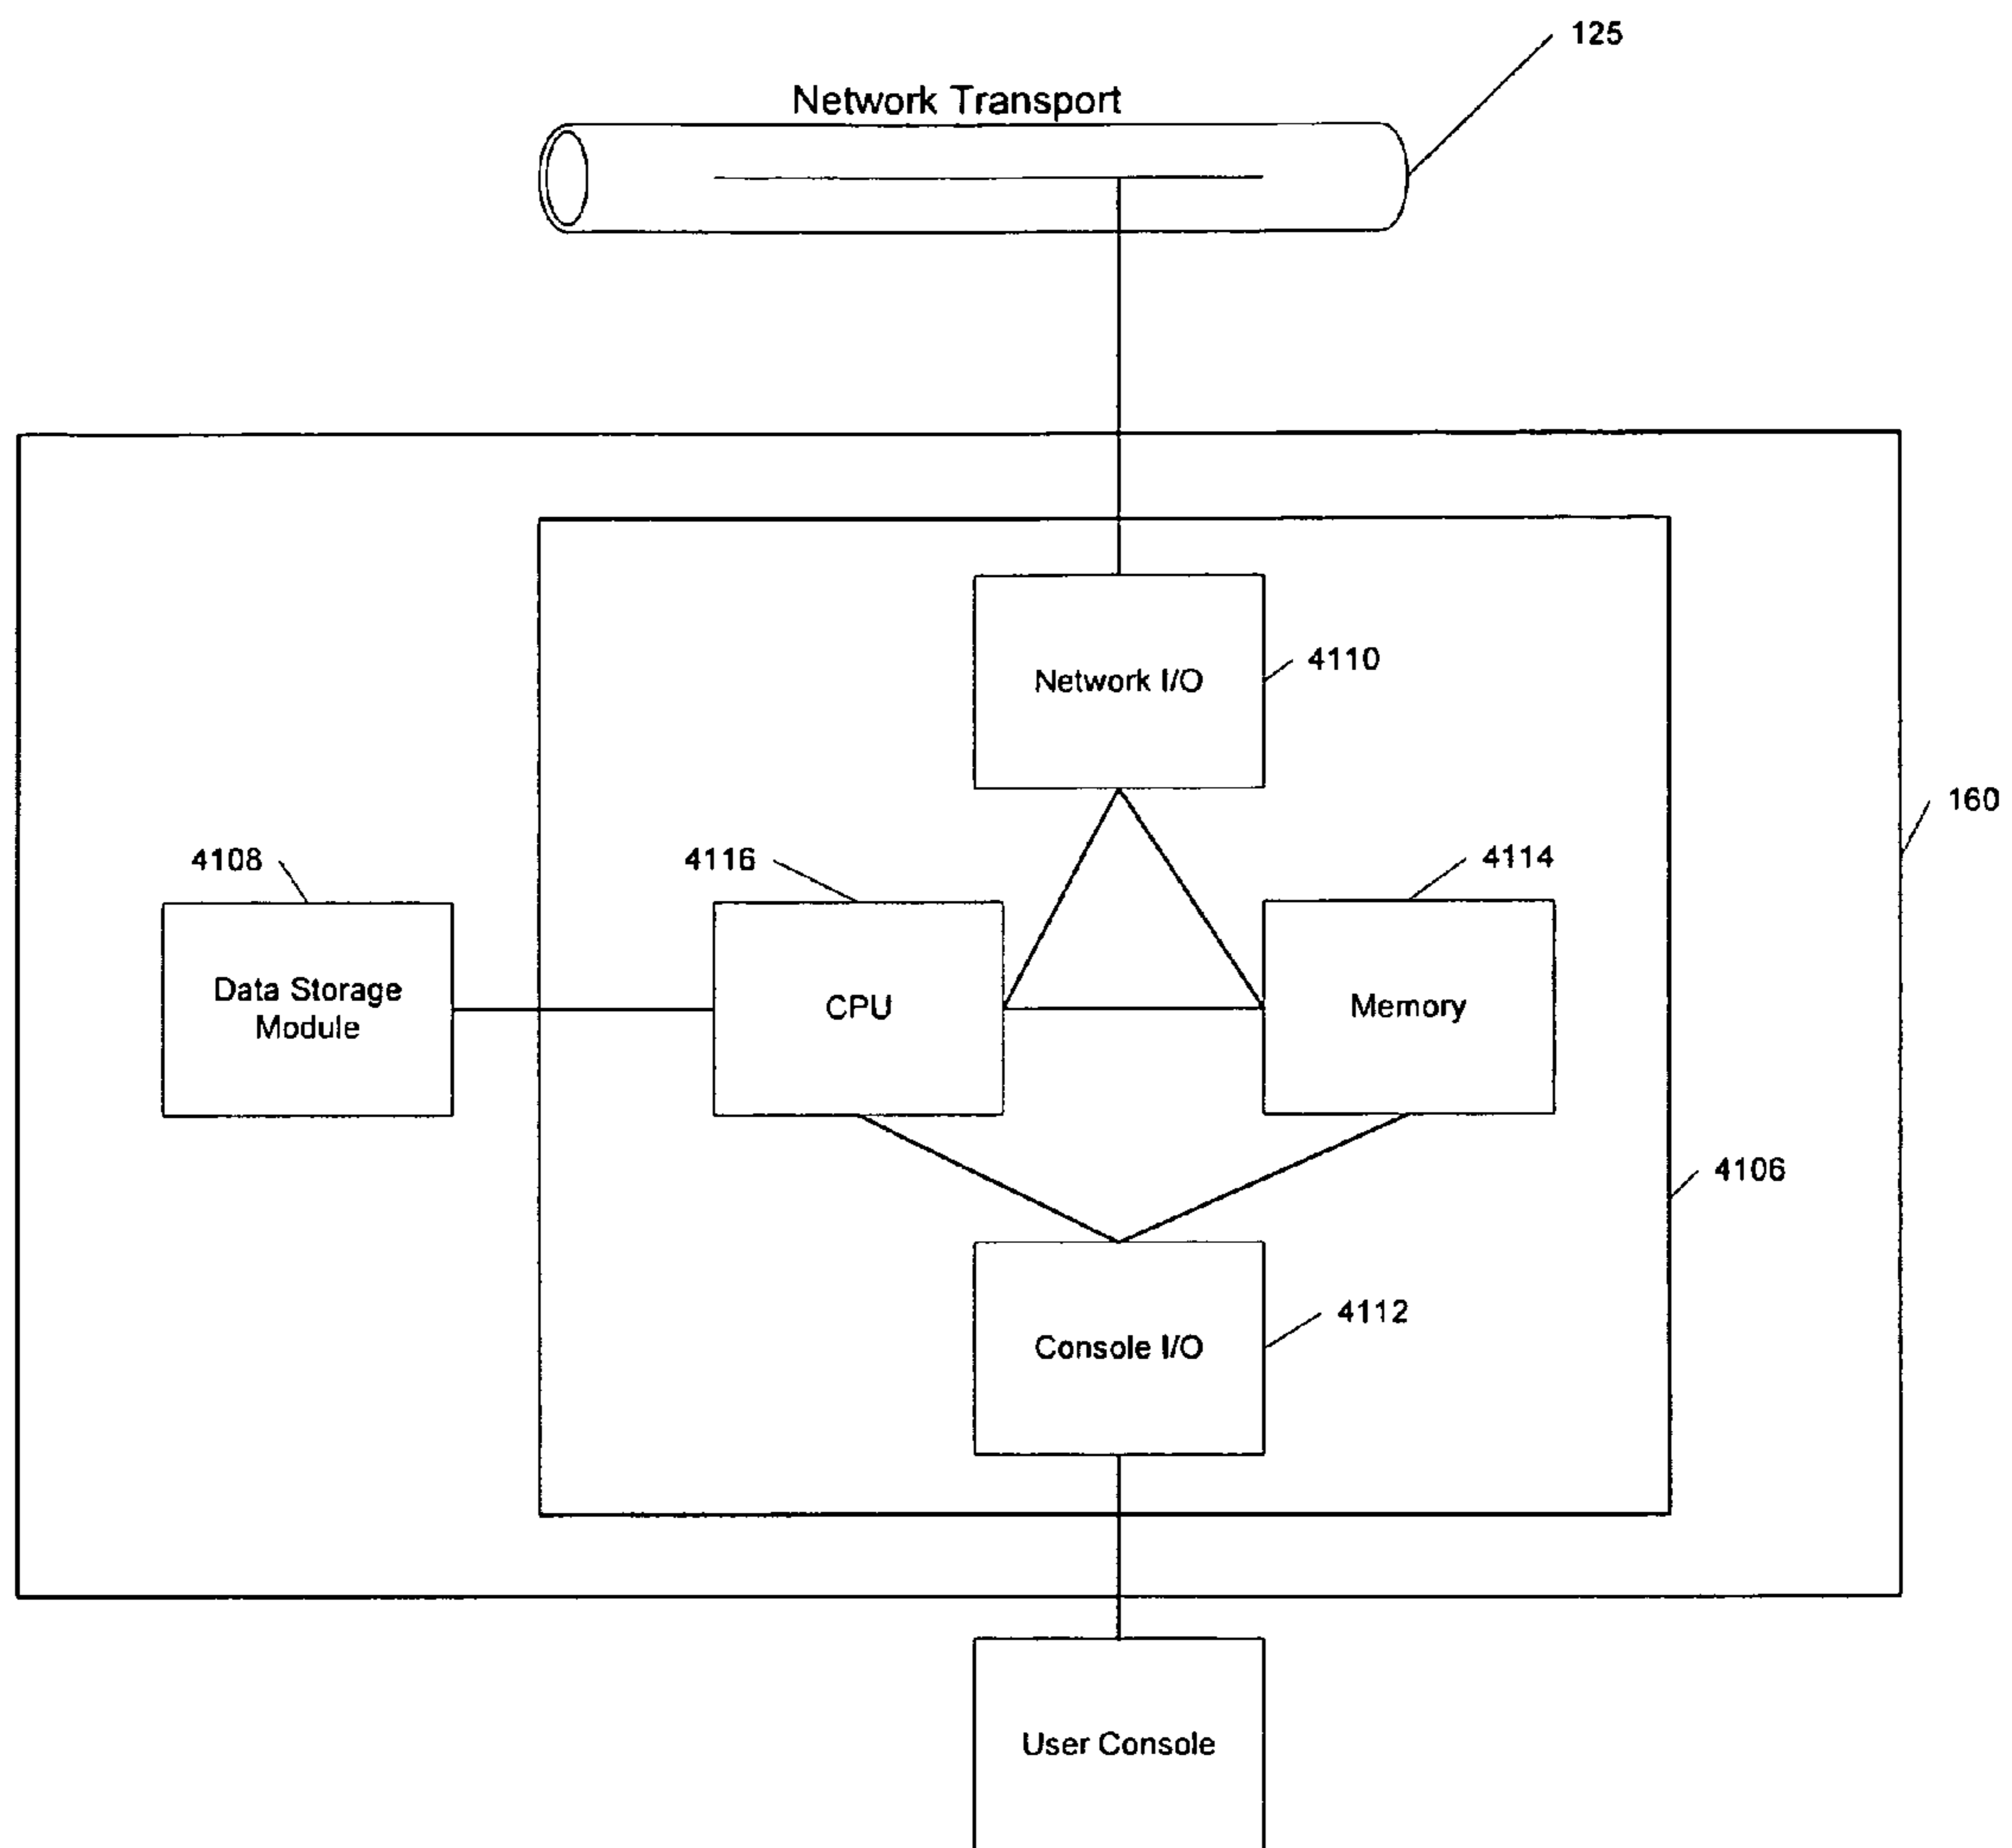 125
Network Transport
Network I/O
4110
160
4108
4116
4114
Data Storage
Module
CPU
Memory
4106
4112
Console I/O
User Console